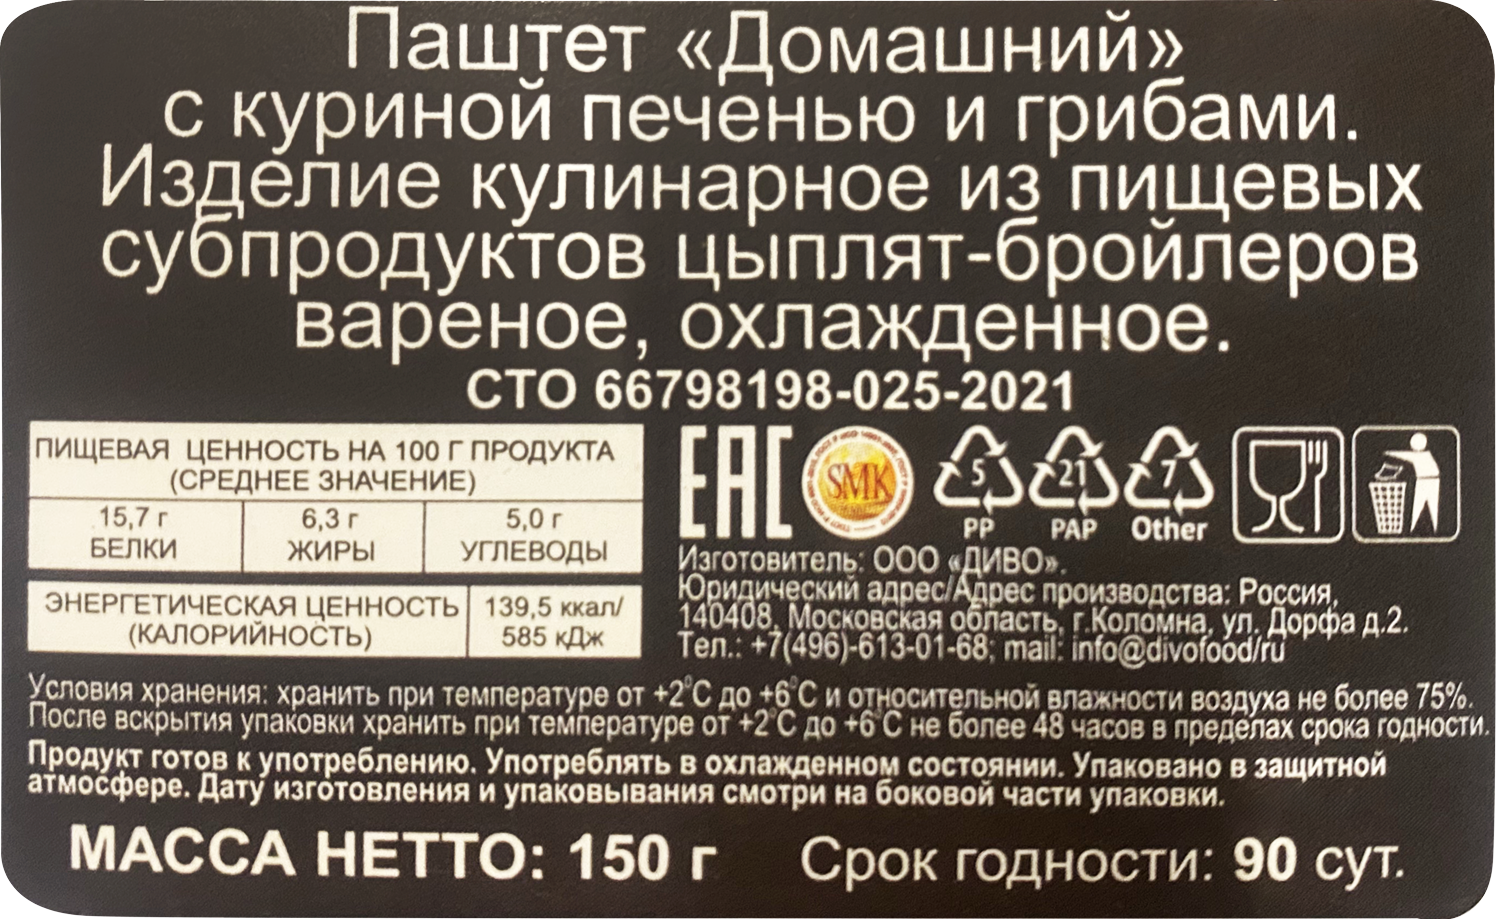 Паштет «Домашний»
с куриной печенью и грибами.
Изделие кулинарное из пищевых
субпродуктов цыплят-бройлеров
вареное, охлажденное.
СТО 66798198-025-2021
ПИЩЕВАЯ ЦЕННОСТЬ НА 100 Г ПРОДУКТА
(СРЕДНЕЕ ЗНАЧЕНИЕ)
15,7 г 6,3 г 5,0 г
БЕЛКИ ЖИРЫ УГЛЕВОДЫ
ЭНЕРГЕТИЧЕСКАЯ ЦЕННОСТЬ 139,5 ккал/
(КАЛОРИЙНОСТЬ) 585 кДж
EAC SMK 5 21 7
PP PAP Other
Изготовитель: ООО «ДИВО».
Юридический адрес/Адрес производства: Россия,
140408, Московская область, г.Коломна, ул. Дорфа д.2.
Тел.: +7(496)-613-01-68; mail: info@divofood/ru
Условия хранения: хранить при температуре от +2°C до +6°C и относительной влажности воздуха не более 75%.
После вскрытия упаковки хранить при температуре от +2°C до +6°C не более 48 часов в пределах срока годности.
Продукт готов к употреблению. Употреблять в охлажденном состоянии. Упаковано в защитной
атмосфере. Дату изготовления и упаковывания смотри на боковой части упаковки.
МАССА НЕТТО: 150 г Срок годности: 90 сут.